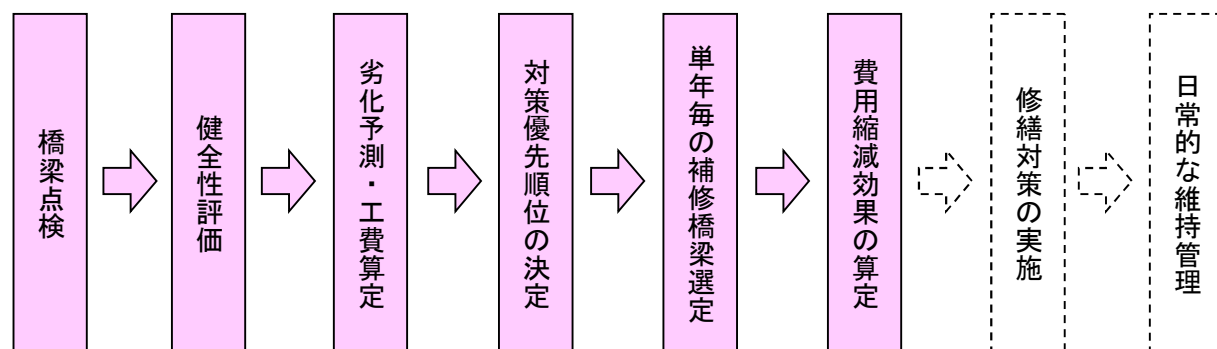 橋梁点検
健全性評価
劣化予測・工費算定
対策優先順位の決定
単年毎の補修橋梁選定
費用縮減効果の算定
修繕対策の実施
日常的な維持管理